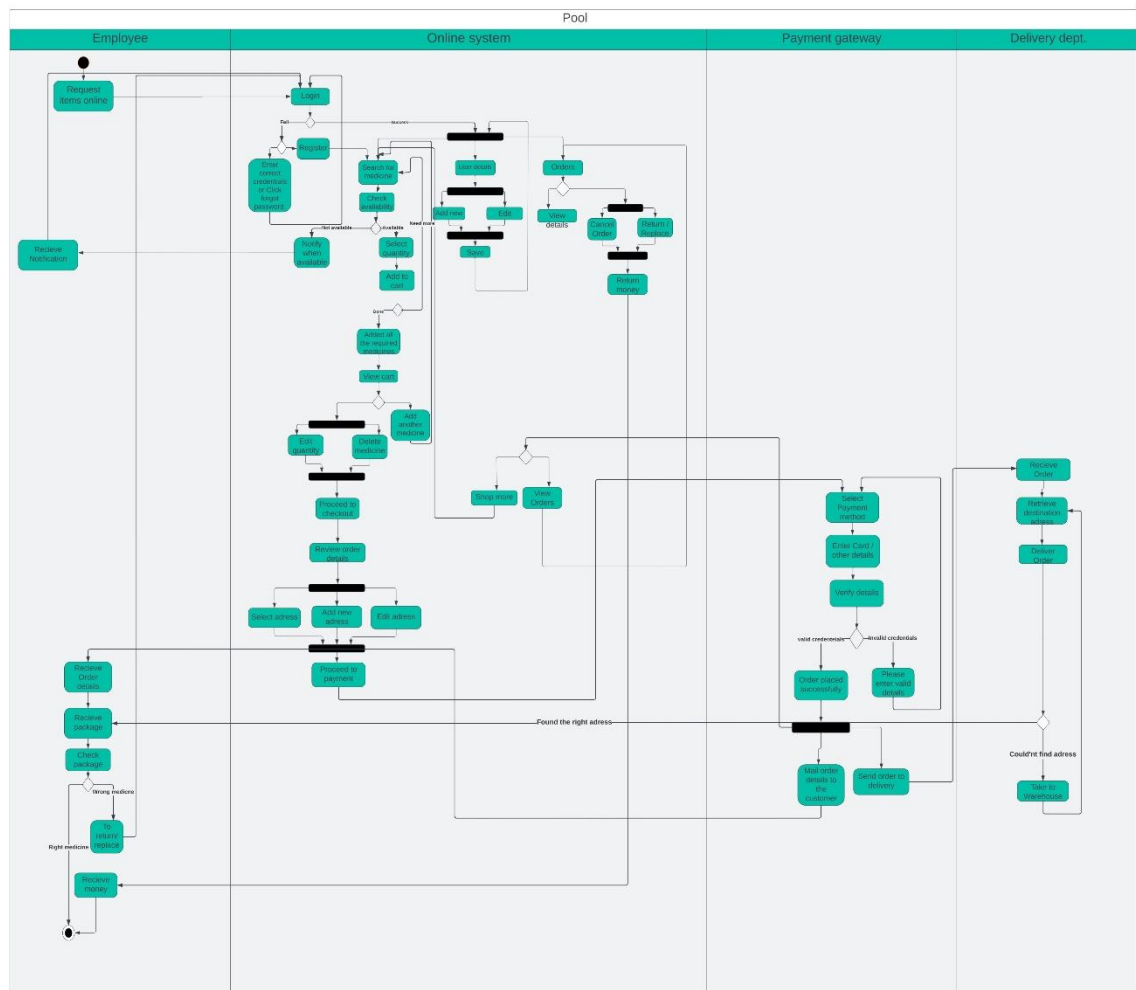 Pool
Employee
Online system
Payment gateway
Delivery dept.
Request
items online
Login
Fail
Register
Enter
correct
credentials
or Click
forgot
password
Search for
medicine
Check
availability
Not available
Available
Need more
Recieve
Notification
Notify
when
available
Select
quantity
Add to
cart
User details
Add new
Edit
Save
Orders
View
details
Cancel
Order
Return /
Replace
Return
money
Done
Added all
the required
medicines
View cart
Add
another
medicine
Edit
quantity
Delete
medicine
Proceed to
checkout
Review order
details
Select adress
Add new
adress
Edit adress
Proceed to
payment
Shop more
View
Orders
Select
Payment
method
Enter Card /
other details
Verify details
valid credenteials
Invalid credentials
Order placed
successfully
Please
enter valid
details
Mail order
details to
the
customer
Send order to
delivery
Recieve Order
Retrieve
destination
adress
Deliver
Order
Found the right adress
Could'nt find adress
Take to
Warehouse
Recieve
Order
details
Recieve
package
Check
package
Wrong medicine
To
return/
replace
Right medicine
Recieve
money